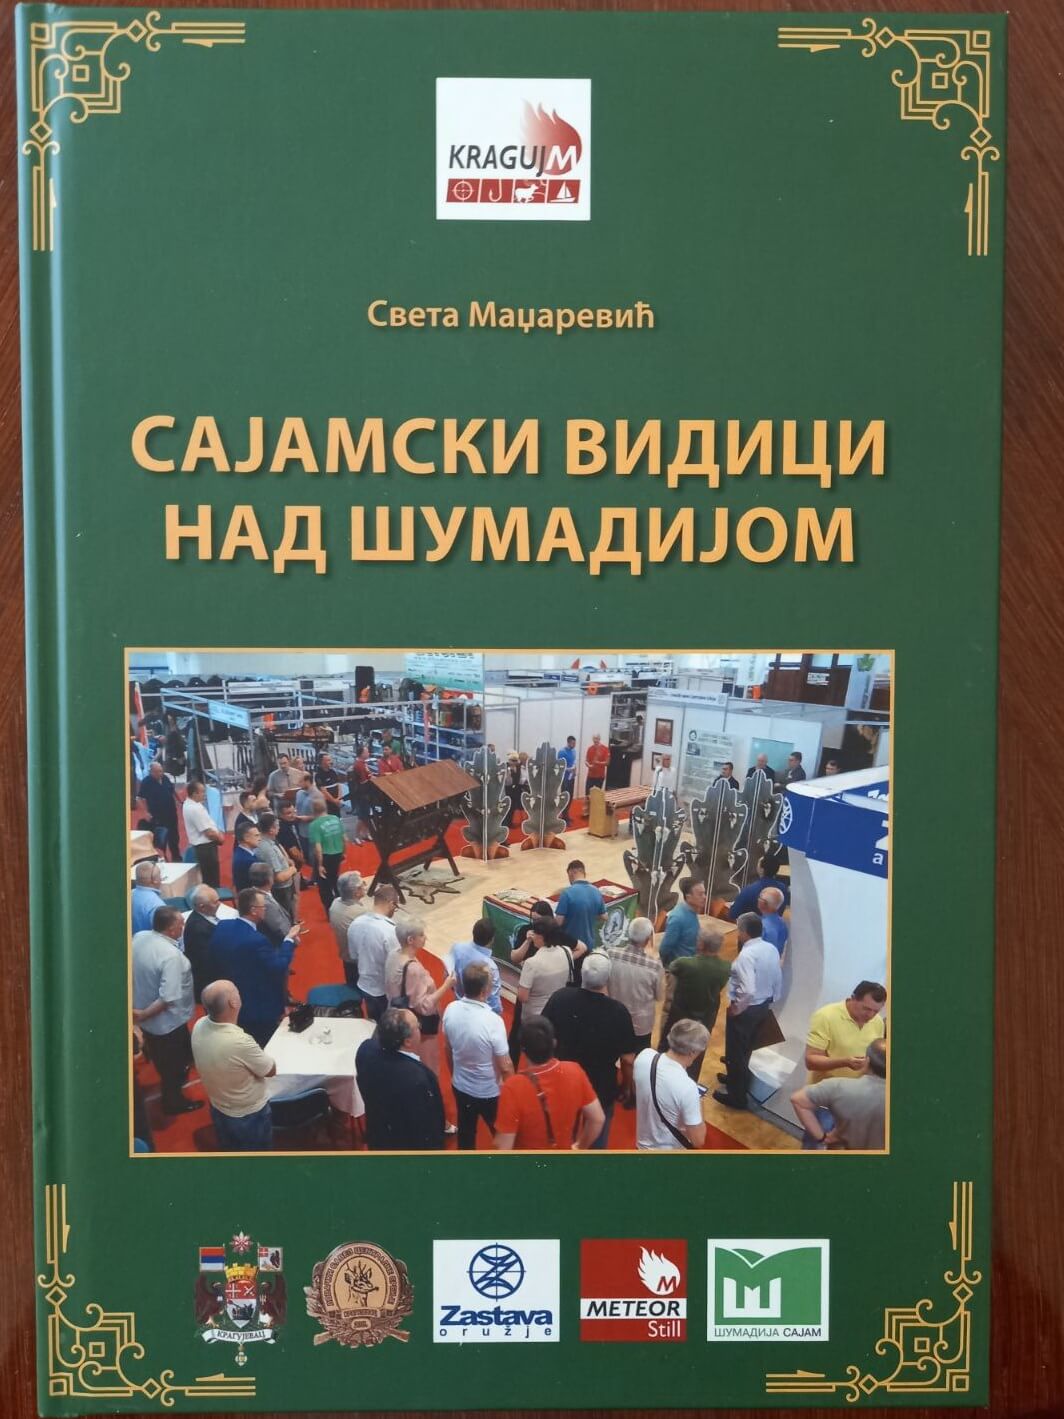 KRAGUJM
Света Маџаревић
САЈАМСКИ ВИДИЦИ
НАД ШУМАДИЈОМ
КРАГУЈЕВАЦ
Zastava
oružje
M
METEOR
Still
ШУМАДИЈА САЈАМ